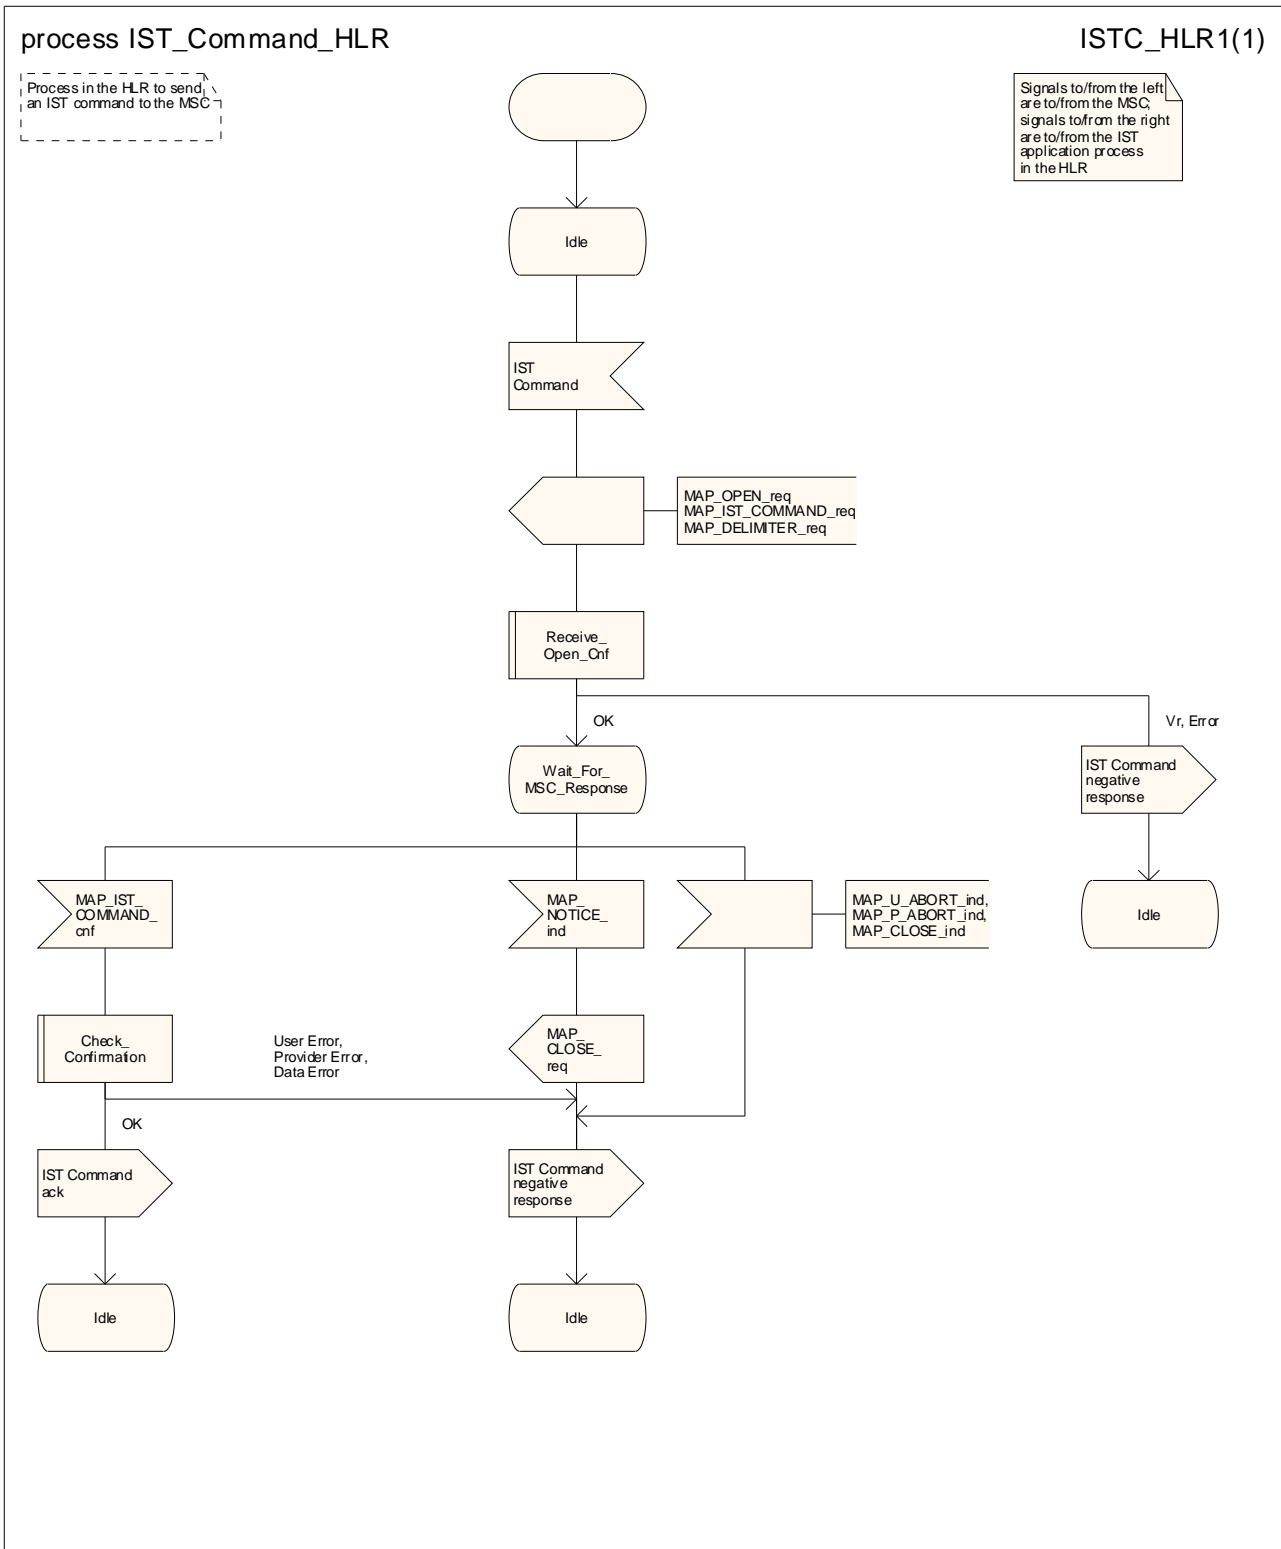 process IST_Command_HLR
ISTC_HLR1(1)
Process in the HLR to send
an IST command to the MSC
Signals to/from the left
are to/from the MSC;
signals to/from the right
are to/from the IST
application process
in the HLR
Idle
IST
Command
MAP_OPEN_req
MAP_IST_COMMAND_req
MAP_DELIMITER_req
Receive_
Open_Cnf
OK
Vr, Error
Wait_For_
MSC_Response
IST Command
negative
response
MAP_IST_
COMMAND_
cnf
MAP_
NOTICE_
ind
MAP_U_ABORT_ind,
MAP_P_ABORT_ind,
MAP_CLOSE_ind
Idle
Check_
Confirmation
User Error,
Provider Error,
Data Error
MAP_
CLOSE_
req
OK
IST Command
ack
IST Command
negative
response
Idle
Idle